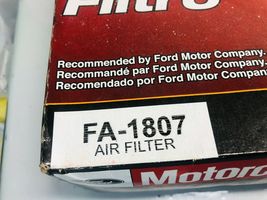 Filtro
Recommended by Ford Motor Company.
Recommandé par Ford Motor Company.
Recomendado por Ford Motor Company.
FA-1807
AIR FILTER
Motorc